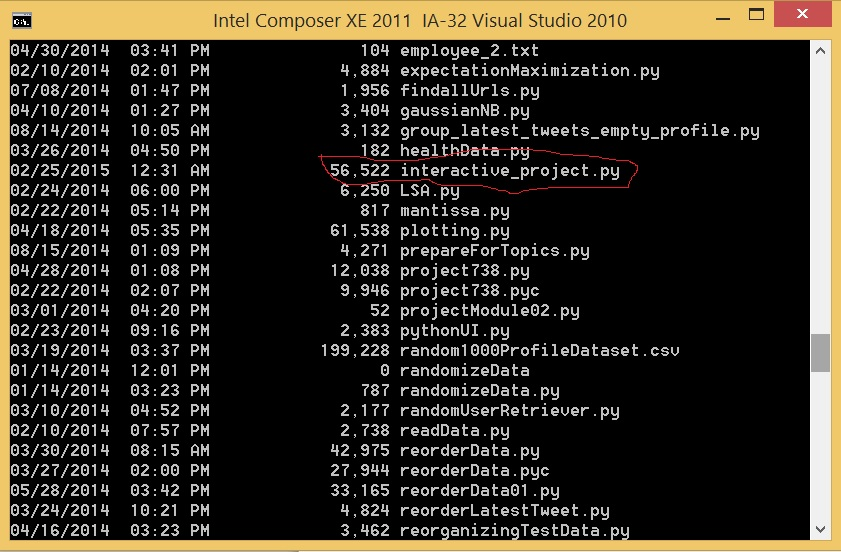 Intel Composer XE 2011 IA-32 Visual Studio 2010
04/30/2014  03:41 PM               104 employee_2.txt
02/10/2014  02:01 PM             4,884 expectationMaximization.py
07/08/2014  01:47 PM             1,956 findallUrls.py
04/10/2014  01:27 PM             3,404 gaussianNB.py
08/14/2014  10:05 AM             3,132 group_latest_tweets_empty_profile.py
03/26/2014  04:50 PM               182 healthData.py
02/25/2015  12:31 AM            56,522 interactive_project.py
02/24/2014  06:00 PM             6,250 LSA.py
02/22/2014  05:14 PM               817 mantissa.py
04/18/2014  05:35 PM            61,538 plotting.py
08/15/2014  01:09 PM             4,271 prepareForTopics.py
04/28/2014  01:08 PM            12,038 project738.py
02/22/2014  02:07 PM             9,946 project738.pyc
03/01/2014  04:20 PM                52 projectModule02.py
02/23/2014  09:16 PM             2,383 pythonUI.py
03/19/2014  03:37 PM           199,228 random1000ProfileDataset.csv
01/14/2014  12:01 PM                 0 randomizeData
01/14/2014  03:23 PM               787 randomizeData.py
03/10/2014  04:52 PM             2,177 randomUserRetriever.py
02/10/2014  07:57 PM             2,738 readData.py
03/30/2014  08:15 AM            42,975 reorderData.py
03/27/2014  02:00 PM            27,944 reorderData.pyc
05/28/2014  03:42 PM            33,165 reorderData01.py
03/24/2014  10:21 PM             4,824 reorderLatestTweet.py
04/16/2014  03:23 PM             3,462 reorganizingTestData.py